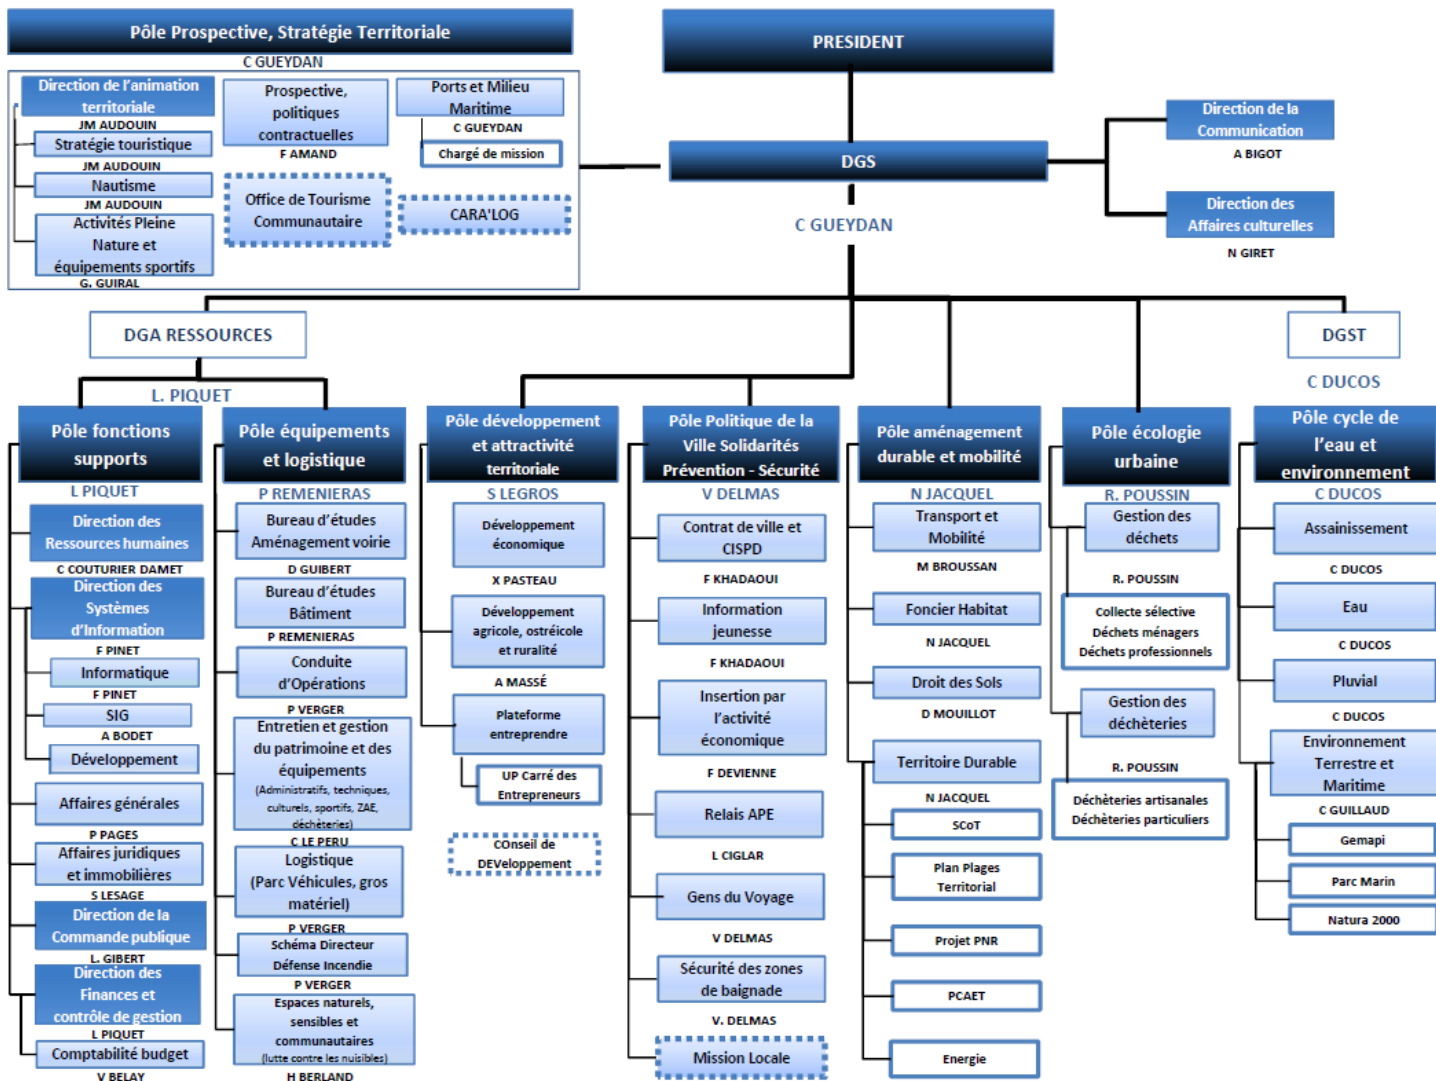 Pôle Prospective, Stratégie Territoriale
C GUEYDAN
Direction de l'animation
territoriale
JM AUDOUIN
Stratégie touristique
JM AUDOUIN
Nautisme
JM AUDOUIN
Activités Pleine
Nature et
équipements sportifs
G. GUIRAL
Prospective,
politiques
contractuelles
F AMAND
Office de Tourisme
Communautaire
Ports et Milieu
Maritime
C GUEYDAN
Chargé de mission
CARA'LOG
PRESIDENT
DGS
C GUEYDAN
Direction de la
Communication
A BIGOT
Direction des
Affaires culturelles
N GIRET
DGA RESSOURCES
L. PIQUET
DGST
C DUCOS
Pôle fonctions
supports
L PIQUET
Direction des
Ressources humaines
C COUTURIER DAMET
Direction des
Systèmes
d'Information
F PINET
Informatique
F PINET
SIG
A BODET
Développement
Affaires générales
P PAGES
Affaires juridiques
et immobilières
S LESAGE
Direction de la
Commande publique
L. GIBERT
Direction des
Finances et
contrôle de gestion
L PIQUET
Comptabilité budget
V BELAY
Pôle équipements
et logistique
P REMENIERAS
Bureau d'études
Aménagement voirie
D GUIBERT
Bureau d'études
Bâtiment
P REMENIERAS
Conduite
d'Opérations
P VERGER
Entretien et gestion
du patrimoine et des
équipements
(Administratifs, techniques,
culturels, sportifs, ZAE,
déchèteries)
C LE PERU
Logistique
(Parc Véhicules, gros
matériel)
P VERGER
Schéma Directeur
Défense Incendie
P VERGER
Espaces naturels,
sensibles et
communautaires
(lutte contre les nuisibles)
H BERLAND
Pôle développement
et attractivité
territoriale
S LEGROS
Développement
économique
X PASTEAU
Développement
agricole, ostréicole
et ruralité
A MASSÉ
Plateforme
entreprendre
UP Carré des
Entrepreneurs
COnseil de
DEVeloppement
Pôle Politique de la
Ville Solidarités
Prévention - Sécurité
V DELMAS
Contrat de ville et
CISPD
F KHADAOUI
Information
jeunesse
F KHADAOUI
Insertion par
l'activité
économique
F DEVIENNE
Relais APE
L CIGLAR
Gens du Voyage
V DELMAS
Sécurité des zones
de baignade
V. DELMAS
Mission Locale
Pôle aménagement
durable et mobilité
N JACQUEL
Transport et
Mobilité
M BROUSSAN
Foncier Habitat
N JACQUEL
Droit des Sols
D MOUILLOT
Territoire Durable
N JACQUEL
SCoT
Plan Plages
Territorial
Projet PNR
PCAET
Energie
Pôle écologie
urbaine
R. POUSSIN
Gestion des
déchets
R. POUSSIN
Collecte sélective
Déchets ménagers
Déchets professionnels
Gestion des
déchèteries
R. POUSSIN
Déchèteries artisanales
Déchèteries particuliers
Pôle cycle de
l'eau et
environnement
C DUCOS
Assainissement
C DUCOS
Eau
C DUCOS
Pluvial
C DUCOS
Environnement
Terrestre et
Maritime
C GUILLAUD
Gemapi
Parc Marin
Natura 2000